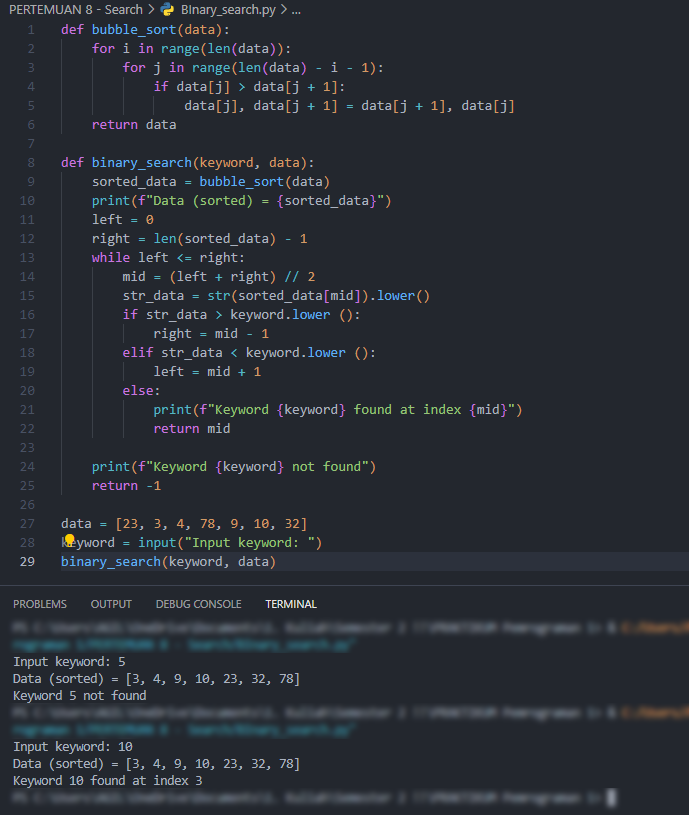 PERTEMUAN 8 - Search > BInary_search.py > ...
1 def bubble_sort(data):
2     for i in range(len(data)):
3         for j in range(len(data) - i - 1):
4             if data[j] > data[j + 1]:
5                 data[j], data[j + 1] = data[j + 1], data[j]
6     return data
7
8 def binary_search(keyword, data):
9     sorted_data = bubble_sort(data)
10     print(f"Data (sorted) = {sorted_data}")
11     left = 0
12     right = len(sorted_data) - 1
13     while left <= right:
14         mid = (left + right) // 2
15         str_data = str(sorted_data[mid]).lower()
16         if str_data > keyword.lower ():
17             right = mid - 1
18         elif str_data < keyword.lower ():
19             left = mid + 1
20         else:
21             print(f"Keyword {keyword} found at index {mid}")
22             return mid
23
24     print(f"Keyword {keyword} not found")
25     return -1
26
27 data = [23, 3, 4, 78, 9, 10, 32]
28 keyword = input("Input keyword: ")
29 binary_search(keyword, data)
PROBLEMS OUTPUT DEBUG CONSOLE TERMINAL
Input keyword: 5
Data (sorted) = [3, 4, 9, 10, 23, 32, 78]
Keyword 5 not found
Input keyword: 10
Data (sorted) = [3, 4, 9, 10, 23, 32, 78]
Keyword 10 found at index 3